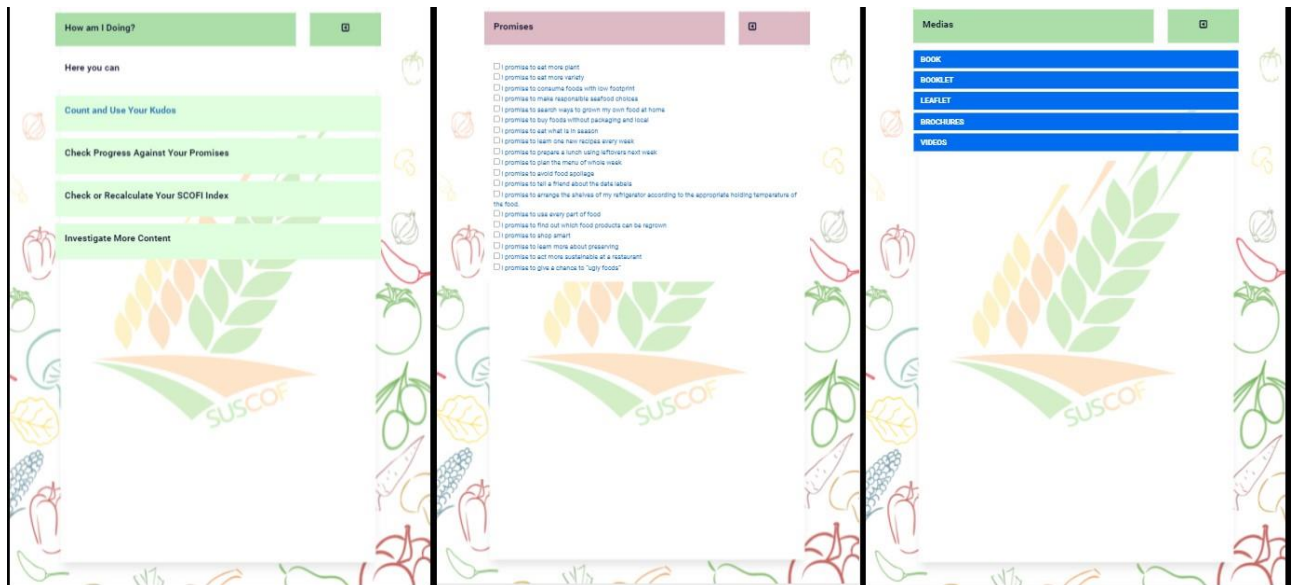 How am I Doing?
Here you can
Count and Use Your Kudos
Check Progress Against Your Promises
Check or Recalculate Your SCOFI Index
Investigate More Content
SUSCOF
Promises
I promise to eat more plant
I promise to eat more variety
I promise to consume foods with low footprint
I promise to make responsible seafood choices
I promise to search ways to grown my own food at home
I promise to buy foods without packaging and local
I promise to eat what is in season
I promise to learn one new recipes every week
I promise to prepare a lunch using leftovers next week
I promise to plan the menu of whole week
I promise to avoid food spoilage
I promise to tell a friend about the date labels
I promise to arrange the shelves of my refrigerator according to the appropriate holding temperature of
the food.
I promise to use every part of food
I promise to find out which food products can be regrown
I promise to shop smart
I promise to learn more about preserving
I promise to act more sustainable at a restaurant
I promise to give a chance to "ugly foods"
SUSCOF
Medias
BOOK
BOOKLET
LEAFLET
BROCHURES
VIDEOS
SUSCOF